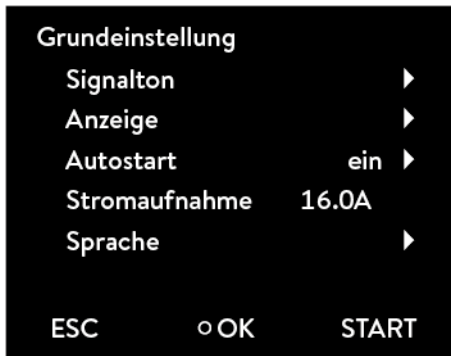 Grundeinstellung
Signalton
Anzeige
Autostart ein
Stromaufnahme 16.0A
Sprache
ESC OK START